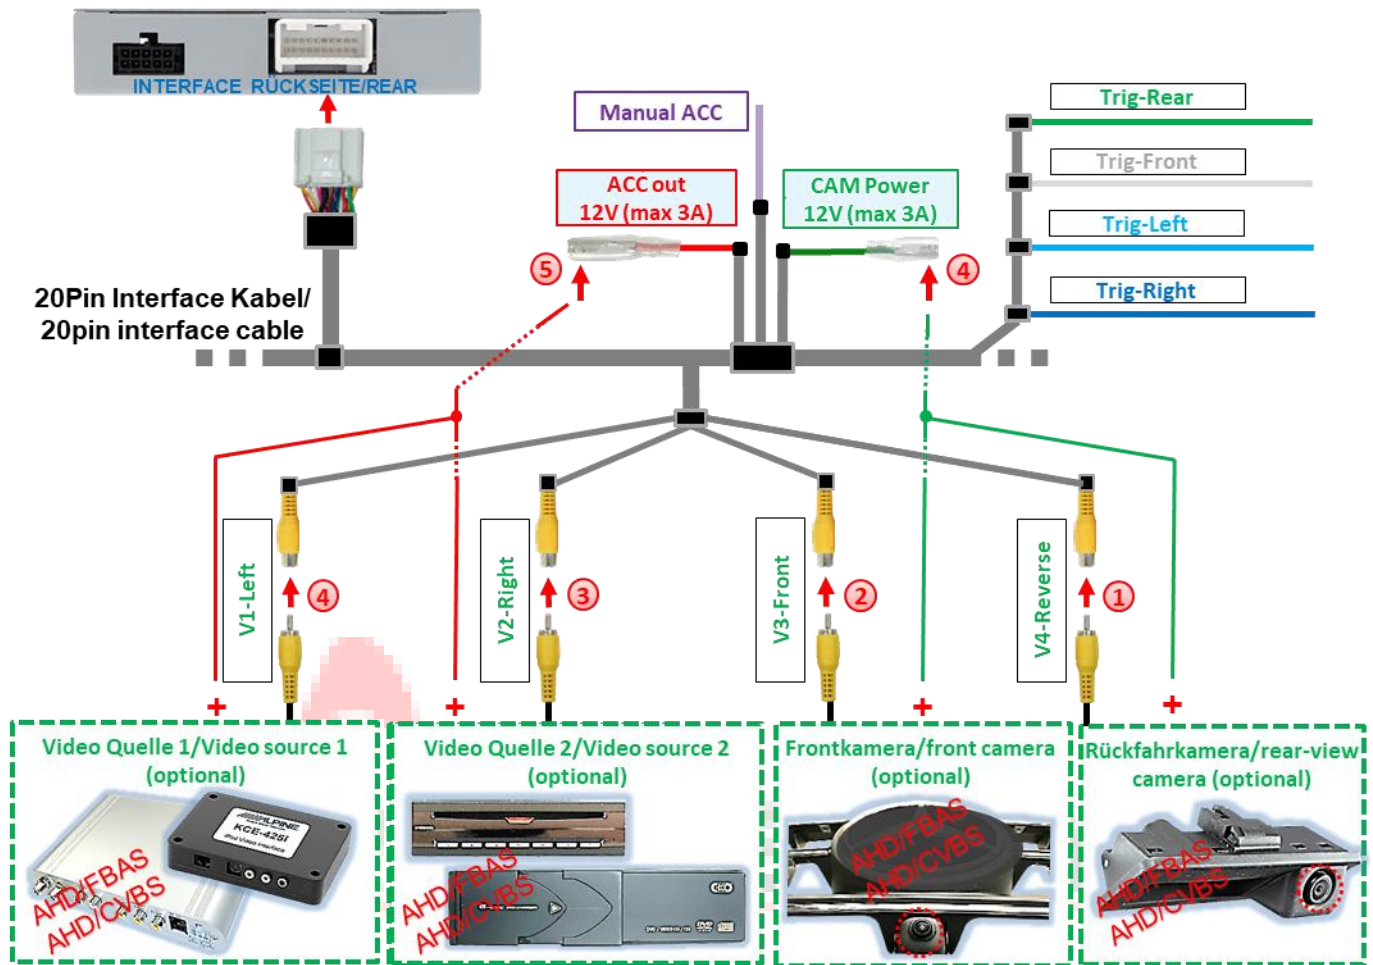 INTERFACE RÜCKSEITE/REAR
Manual ACC
ACC out
12V (max 3A)
CAM Power
12V (max 3A)
Trig-Rear
Trig-Front
Trig-Left
Trig-Right
5
4
20Pin Interface Kabel/
20pin interface cable
V1-Left
4
V2-Right
3
V3-Front
2
V4-Reverse
1
+
+
+
+
Video Quelle 1/Video source 1
(optional)
ALPINE
KCE-425i
iPod Video Interface
AHD/FBAS
AHD/CVBS
Video Quelle 2/Video source 2
(optional)
AHD/FBAS
AHD/CVBS
Frontkamera/front camera
(optional)
AHD/FBAS
AHD/CVBS
Rückfahrkamera/rear-view
camera (optional)
AHD/FBAS
AHD/CVBS